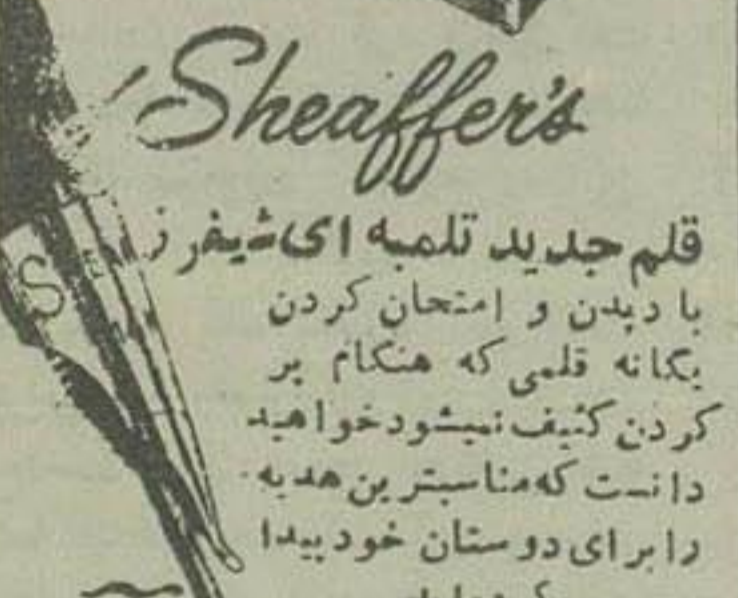 Sheaffer's
قلم جدید تلمبه ای شیفرز
با دیدن و امتحان کردن
یگانه قلمی که هنگام پر
کردن کثیف نمیشود خواهید
دانست که مناسبترین هدیه
را برای دوستان خود پیدا
S